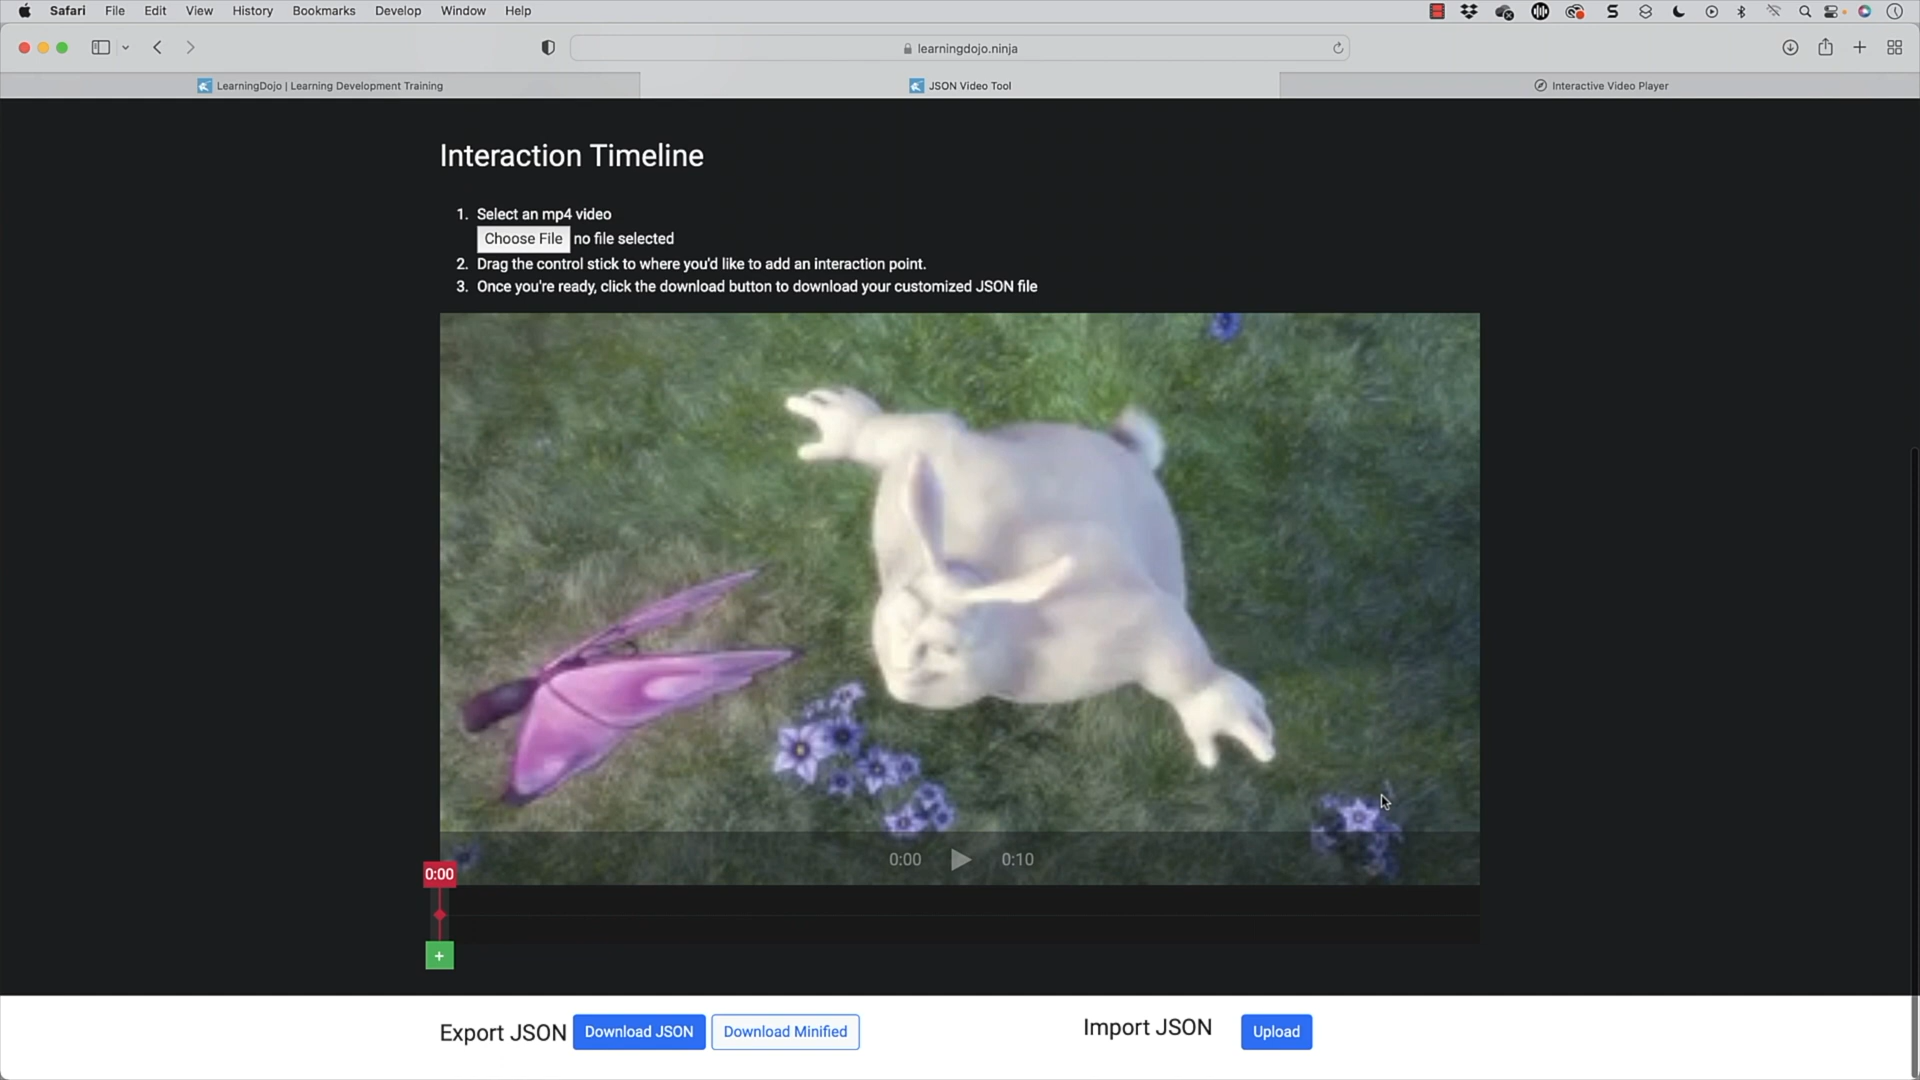 Safari File Edit View History Bookmarks Develop Window Help
learningdojo.ninja
LearningDojo | Learning Development Training
JSON Video Tool
Interactive Video Player
Interaction Timeline
1. Select an mp4 video
Choose File no file selected
2. Drag the control stick to where you'd like to add an interaction point.
3. Once you're ready, click the download button to download your customized JSON file
0:00 0:10
0:00
+
Export JSON Download JSON Download Minified Import JSON Upload